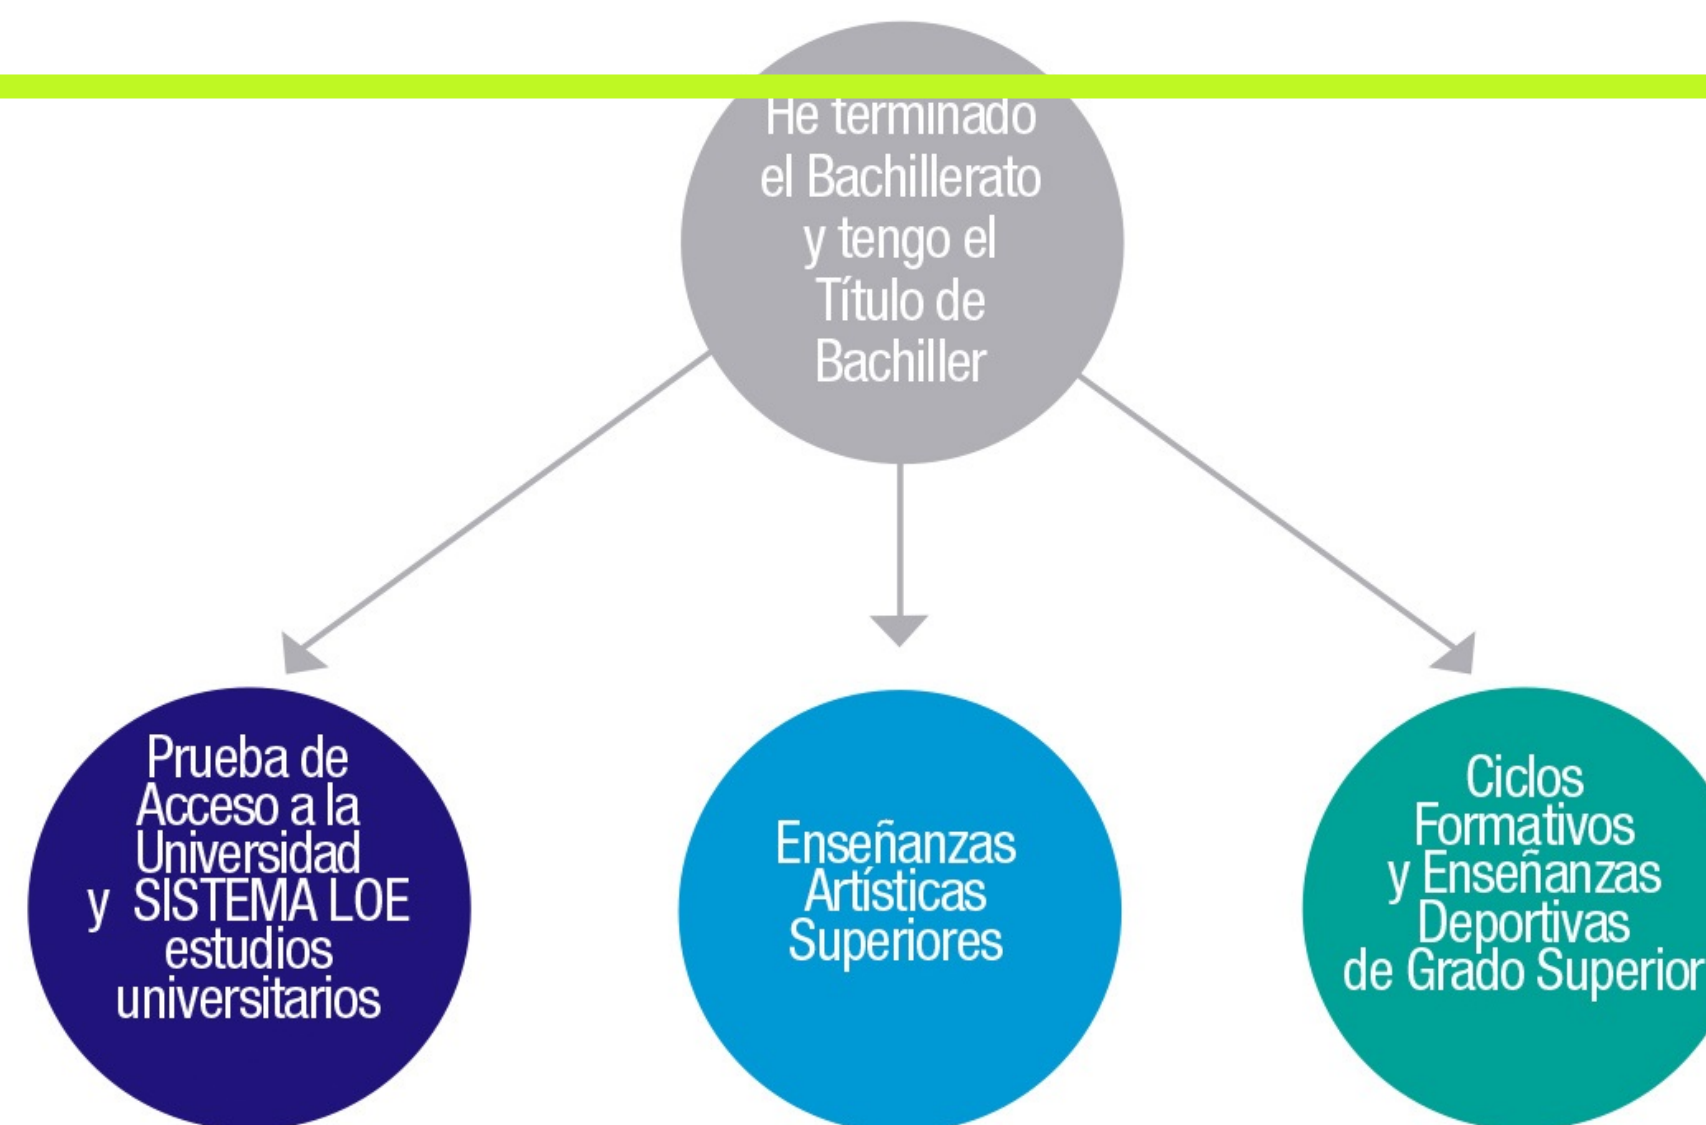 He terminado
el Bachillerato
y tengo el
Título de
Bachiller
Prueba de
Acceso a la
Universidad
y SISTEMA LOE
estudios
universitarios
Enseñanzas
Artísticas
Superiores
Ciclos
Formativos
y Enseñanzas
Deportivas
de Grado Superior